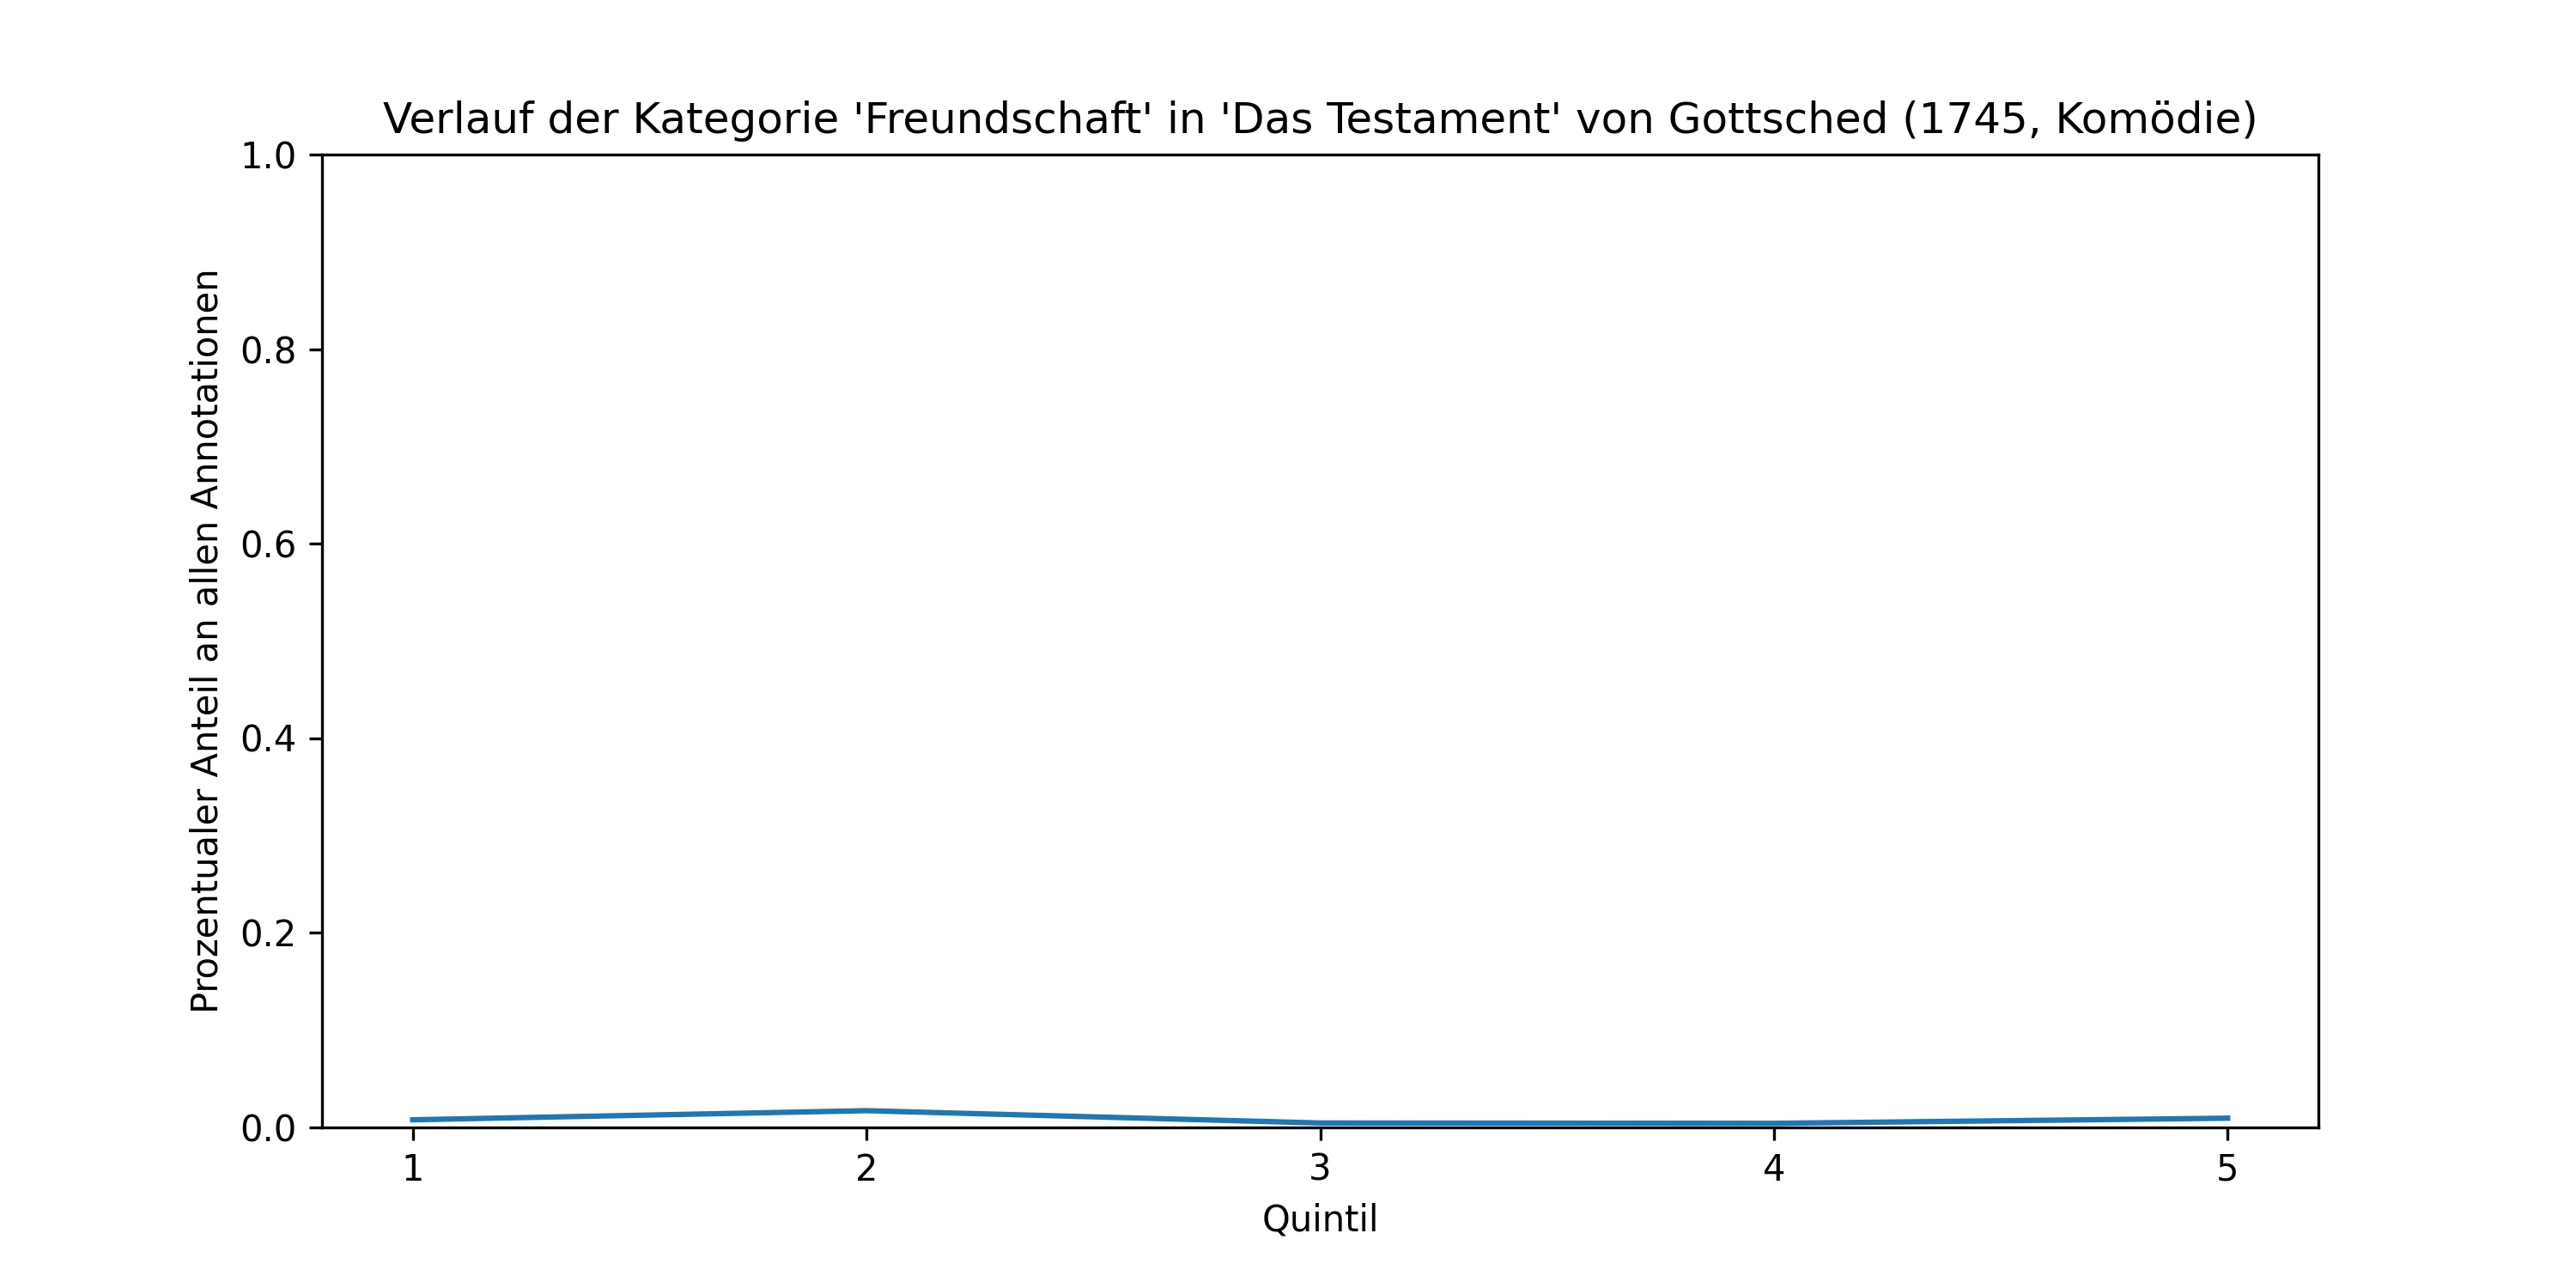 Verlauf der Kategorie 'Freundschaft' in 'Das Testament' von Gottsched (1745, Komödie)
Prozentualer Anteil an allen Annotationen
1.0
0.8
0.6
0.4
0.2
0.0
1 2 3 4 5
Quintil